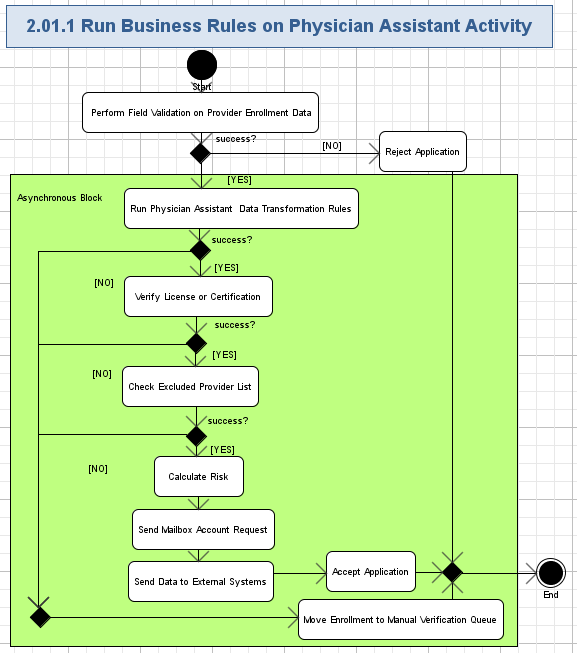 2.01.1 Run Business Rules on Physician Assistant Activity
Start
Perform Field Validation on Provider Enrollment Data
success?
[NO]
Reject Application
[YES]
Asynchronous Block
Run Physician Assistant Data Transformation Rules
success?
[YES]
[NO]
Verify License or Certification
success?
[YES]
[NO]
Check Excluded Provider List
success?
[YES]
[NO]
Calculate Risk
Send Mailbox Account Request
Send Data to External Systems
Accept Application
End
Move Enrollment to Manual Verification Queue